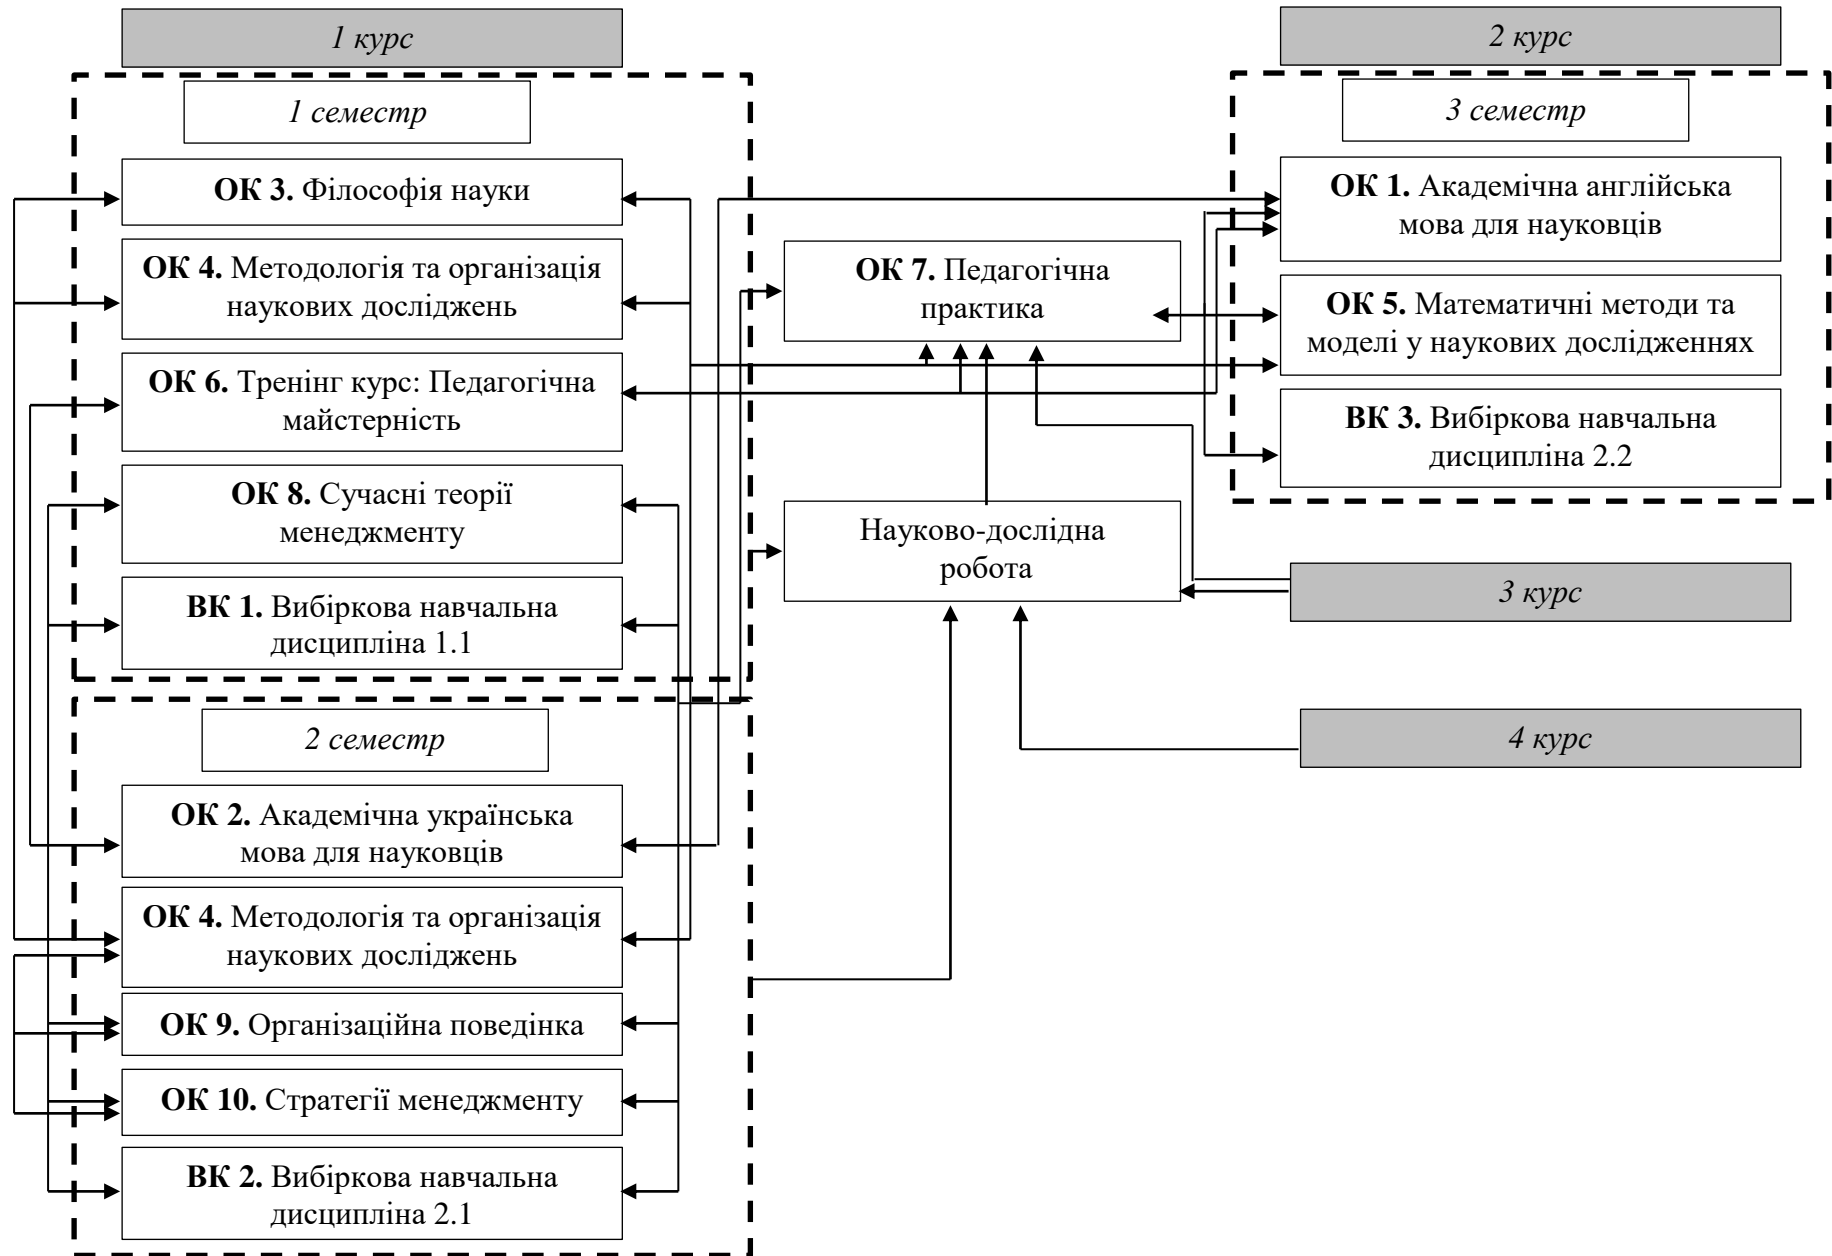 1 курс
1 семестр
ОК 3. Філософія науки
ОК 4. Методологія та організація
наукових досліджень
ОК 6. Тренінг курс: Педагогічна
майстерність
ОК 8. Сучасні теорії
менеджменту
ВК 1. Вибіркова навчальна
дисципліна 1.1
2 семестр
ОК 2. Академічна українська
мова для науковців
ОК 4. Методологія та організація
наукових досліджень
ОК 9. Організаційна поведінка
ОК 10. Стратегії менеджменту
ВК 2. Вибіркова навчальна
дисципліна 2.1
ОК 7. Педагогічна
практика
Науково-дослідна
робота
2 курс
3 семестр
ОК 1. Академічна англійська
мова для науковців
ОК 5. Математичні методи та
моделі у наукових дослідженнях
ВК 3. Вибіркова навчальна
дисципліна 2.2
3 курс
4 курс